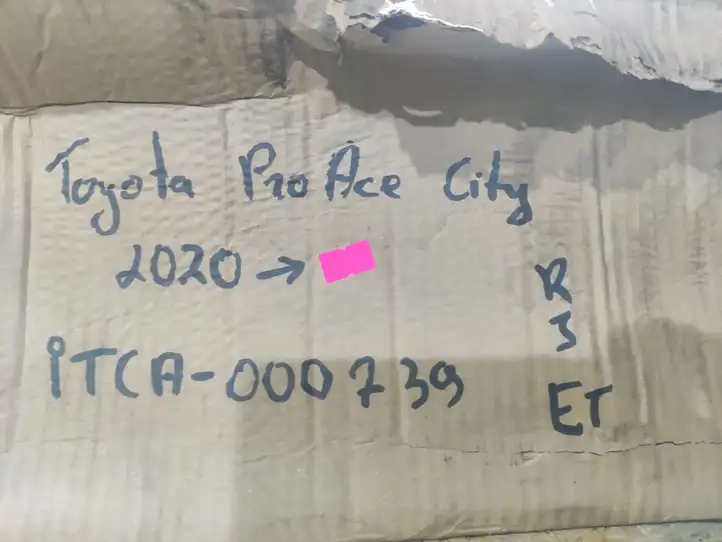 Toyota ProAce City
2020 →
iTCA-000739
R
3
ET